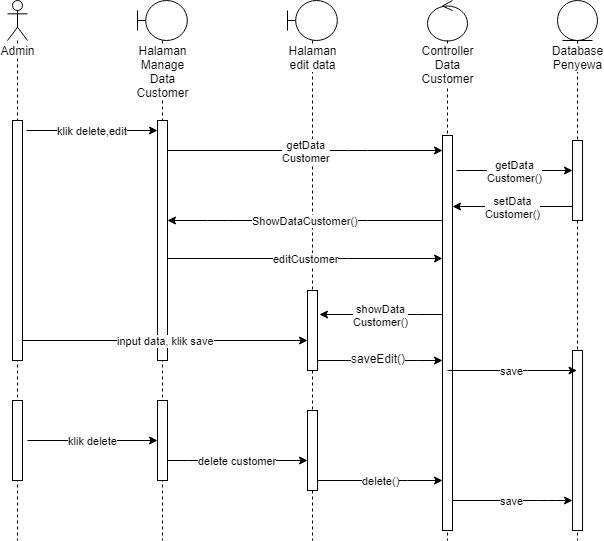 Admin
Halaman
Manage
Data
Customer
Halaman
edit data
Controller
Data
Customer
Database
Penyewa
klik delete,edit
getData
Customer
getData
Customer()
setData
Customer()
ShowDataCustomer()
editCustomer
showData
Customer()
input data, klik save
saveEdit()
save
klik delete
delete customer
delete()
save